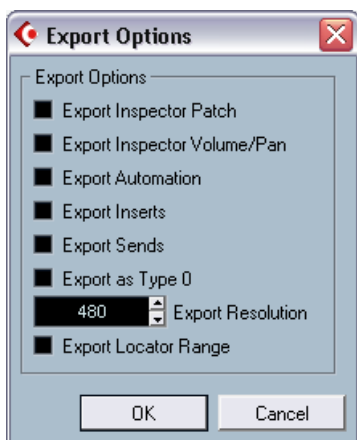 Export Options
Export Options
Export Inspector Patch
Export Inspector Volume/Pan
Export Automation
Export Inserts
Export Sends
Export as Type 0
480 Export Resolution
Export Locator Range
OK Cancel